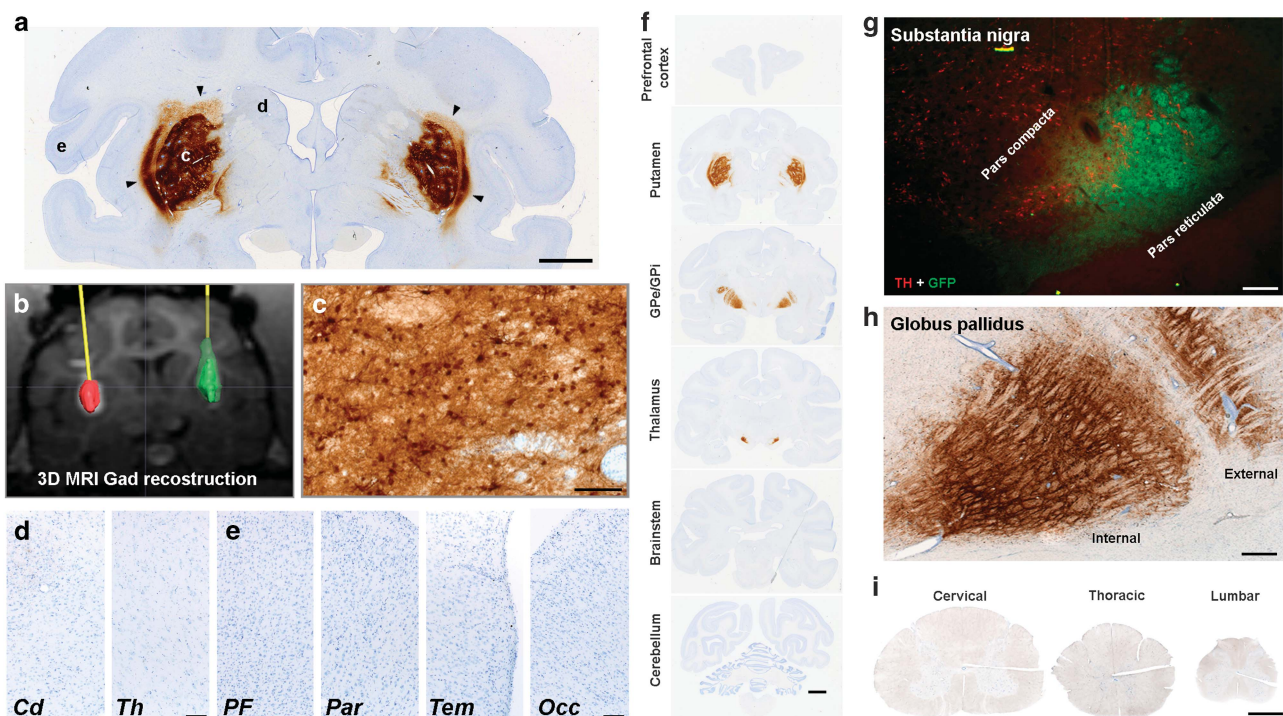 a
d
e
c
b
3D MRI Gad recostruction
c
d
e
Cd
Th
PF
Par
Tem
Occ
f
Prefrontal
cortex
Putamen
GPe/GPi
Thalamus
Brainstem
Cerebellum
g
Substantia nigra
Pars compacta
Pars reticulata
TH + GFP
h
Globus pallidus
External
Internal
i
Cervical
Thoracic
Lumbar